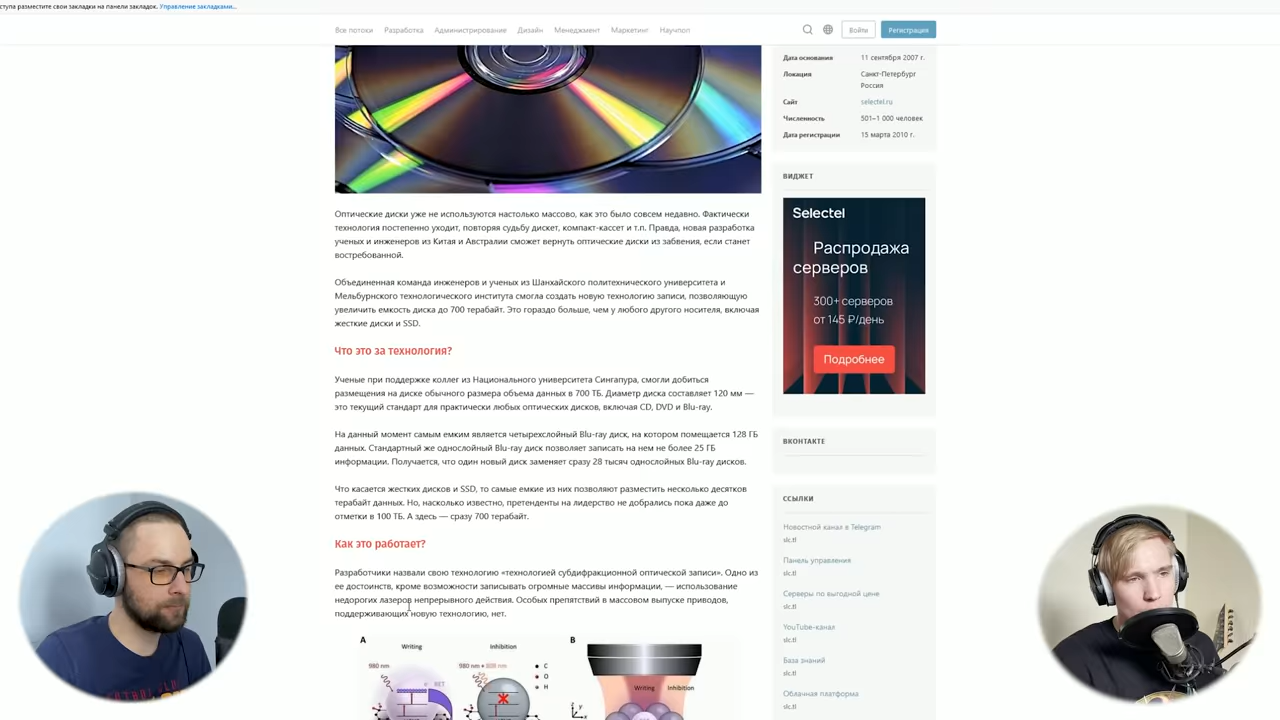 ступа разместите свои закладки на панели закладок. Управление закладками...
Все потоки Разработка Администрирование Дизайн Менеджмент Маркетинг Научпоп
Войти
Регистрация
Оптические диски уже не используются настолько массово, как это было совсем недавно. Фактически
технология постепенно уходит, повторяя судьбу дискет, компакт-кассет и т.п. Правда, новая разработка
ученых и инженеров из Китая и Австралии сможет вернуть оптические диски из забвения, если станет
востребованной.
Объединенная команда инженеров и ученых из Шанхайского политехнического университета и
Мельбурнского технологического института смогла создать новую технологию записи, позволяющую
увеличить емкость диска до 700 терабайт. Это гораздо больше, чем у любого другого носителя, включая
жесткие диски и SSD.
Что это за технология?
Ученые при поддержке коллег из Национального университета Сингапура, смогли добиться
размещения на диске обычного размера объема данных в 700 ТБ. Диаметр диска составляет 120 мм —
это текущий стандарт для практически любых оптических дисков, включая CD, DVD и Blu-ray.
На данный момент самым емким является четырехслойный Blu-ray диск, на котором помещается 128 ГБ
данных. Стандартный же однослойный Blu-ray диск позволяет записать на нем не более 25 ГБ
информации. Получается, что один новый диск заменяет сразу 28 тысяч однослойных Blu-ray дисков.
Что касается жестких дисков и SSD, то самые емкие из них позволяют разместить несколько десятков
терабайт данных. Но, насколько известно, претенденты на лидерство не добрались пока даже до
отметки в 100 ТБ. А здесь — сразу 700 терабайт.
Как это работает?
Разработчики назвали свою технологию «технологией субдифракционной оптической записи». Одно из
ее достоинств, кроме возможности записывать огромные массивы информации, — использование
недорогих лазеров непрерывного действия. Особых препятствий в массовом выпуске приводов,
поддерживающих новую технологию, нет.
A
Writing
Inhibition
980 nm
980 nm + 808 nm
RET
C
O
H
B
Writing
Inhibition
z
y
x
Дата основания 11 сентября 2007 г.
Локация Санкт-Петербург
Россия
Сайт selectel.ru
Численность 501–1 000 человек
Дата регистрации 15 марта 2010 г.
ВИДЖЕТ
Selectel
Распродажа
серверов
300+ серверов
от 145 ₽/день
Подробнее
ВКОНТАКТЕ
ССЫЛКИ
Новостной канал в Telegram
slc.tl
Панель управления
slc.tl
Серверы по выгодной цене
slc.tl
YouTube-канал
slc.tl
База знаний
slc.tl
Облачная платформа
slc.tl